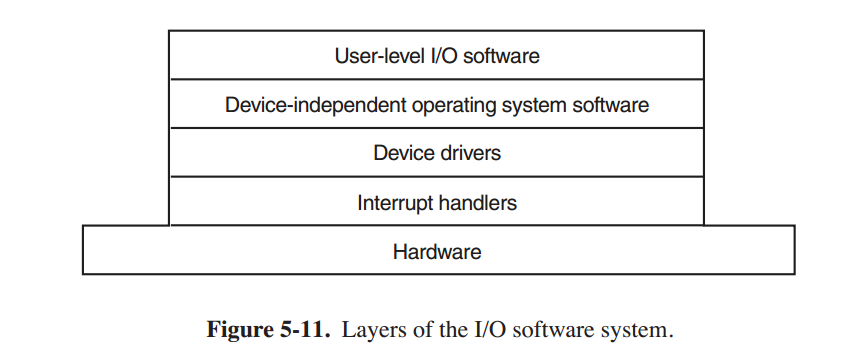 User-level I/O software
Device-independent operating system software
Device drivers
Interrupt handlers
Hardware
Figure 5-11. Layers of the I/O software system.